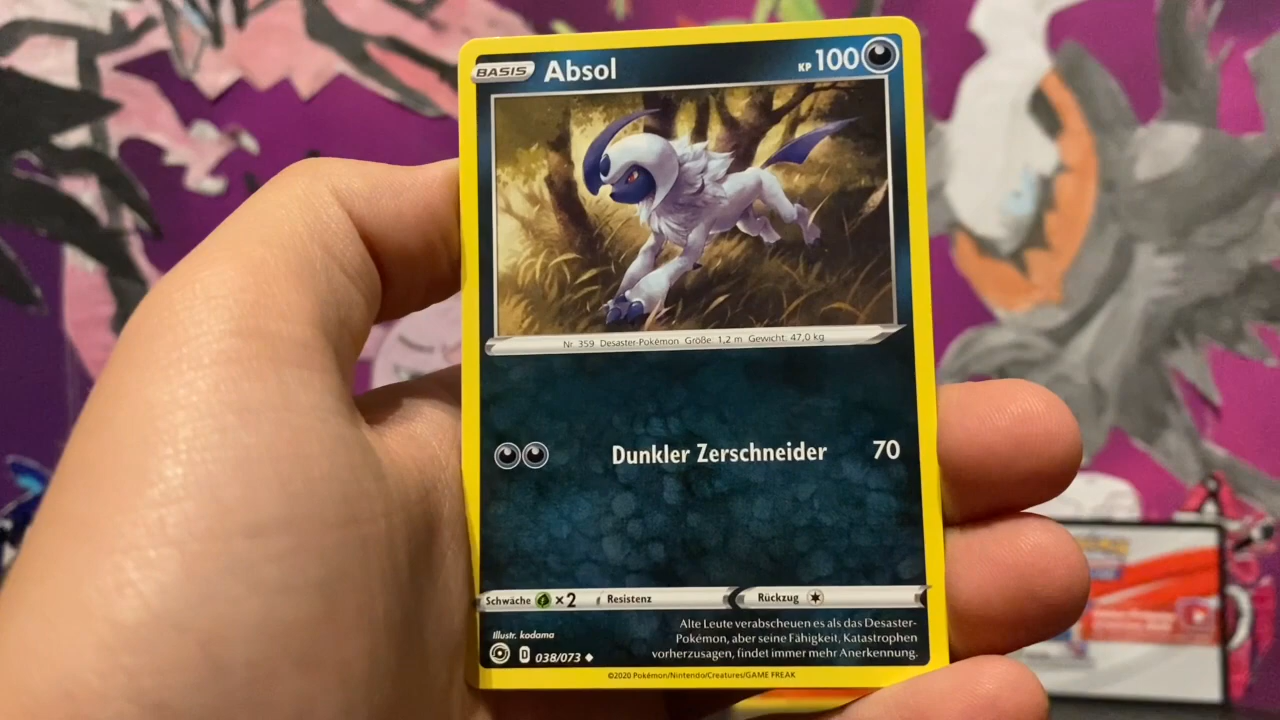 BASIS Absol KP 100
Nr. 359 Desaster-Pokémon Größe: 1,2 m Gewicht: 47,0 kg
Dunkler Zerschneider 70
Schwäche ×2 Resistenz Rückzug
Alte Leute verabscheuen es als das Desaster-
Pokémon, aber seine Fähigkeit, Katastrophen
vorherzusagen, findet immer mehr Anerkennung.
Illustr. kodama
D 038/073
©2020 Pokémon/Nintendo/Creatures/GAME FREAK